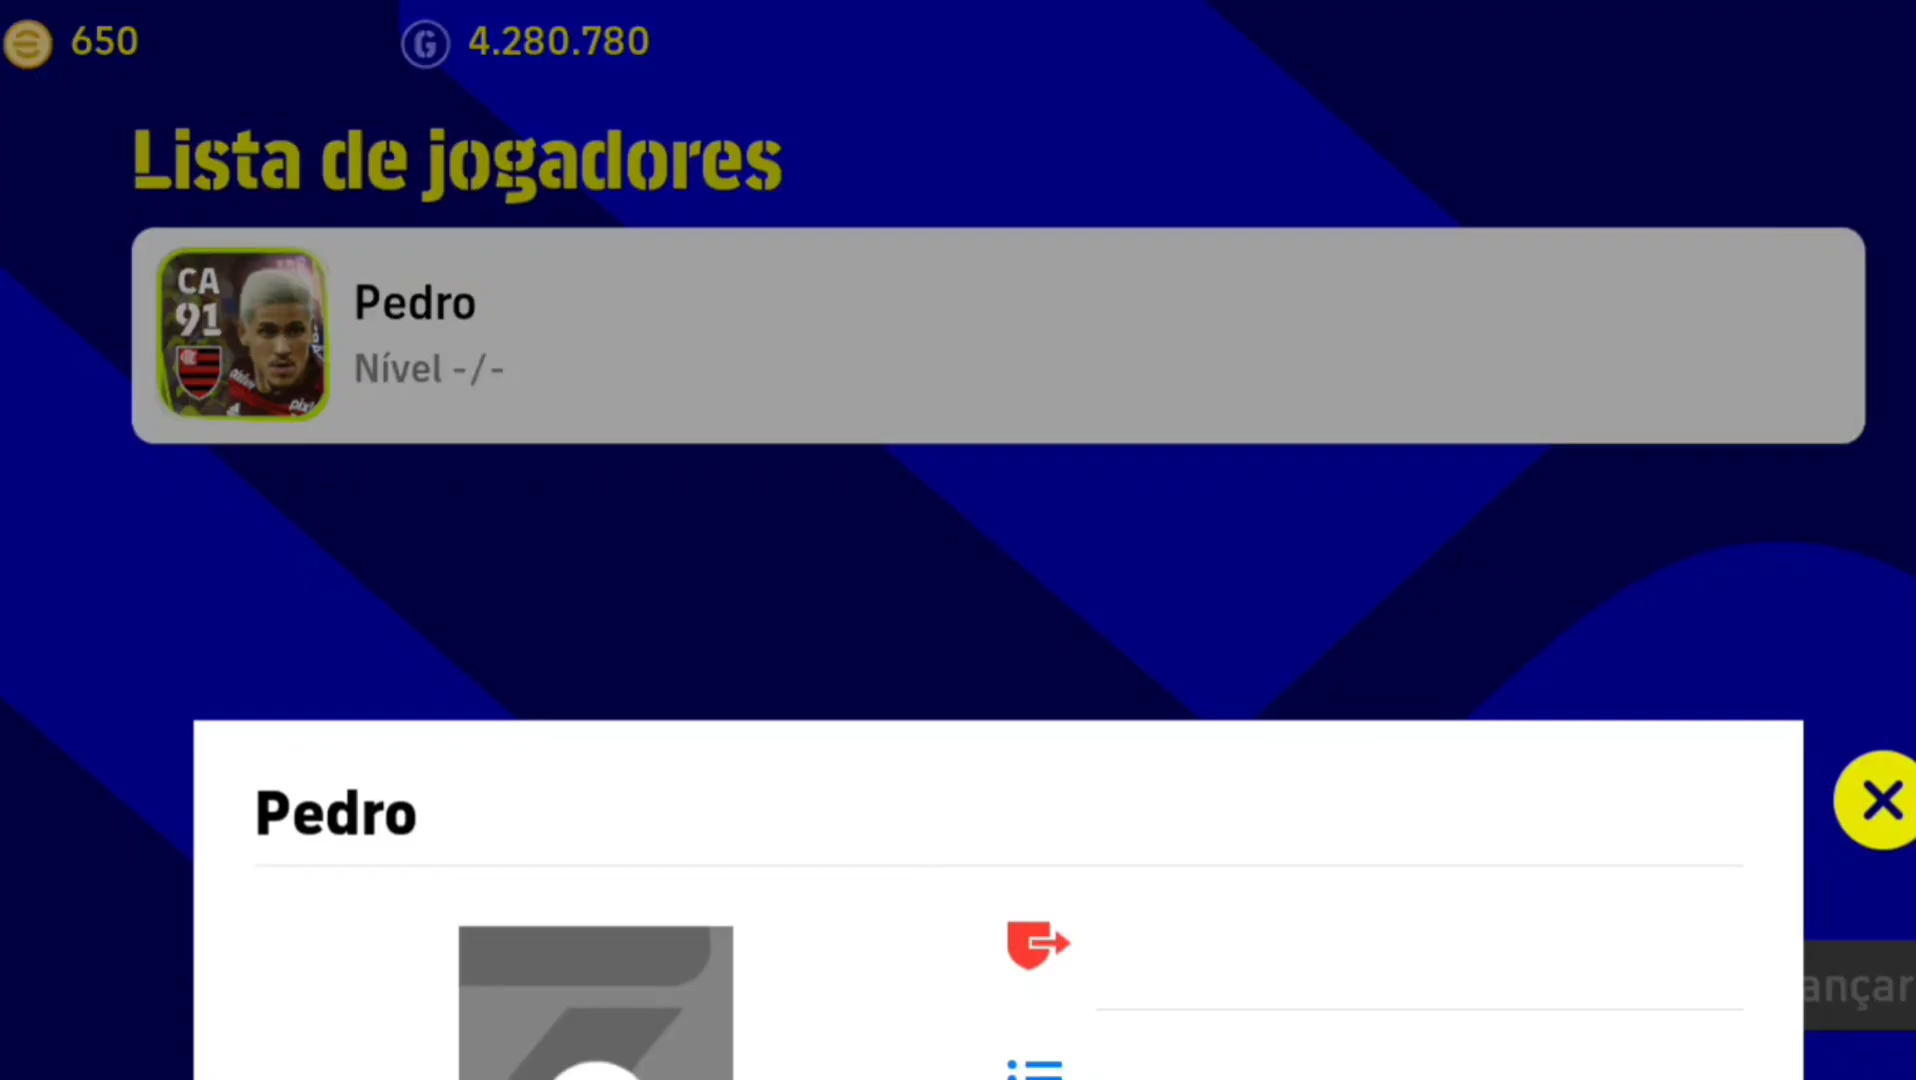 650
4.280.780
Lista de jogadores
CA
91
Pedro
Nível -/-
Pedro
ançar